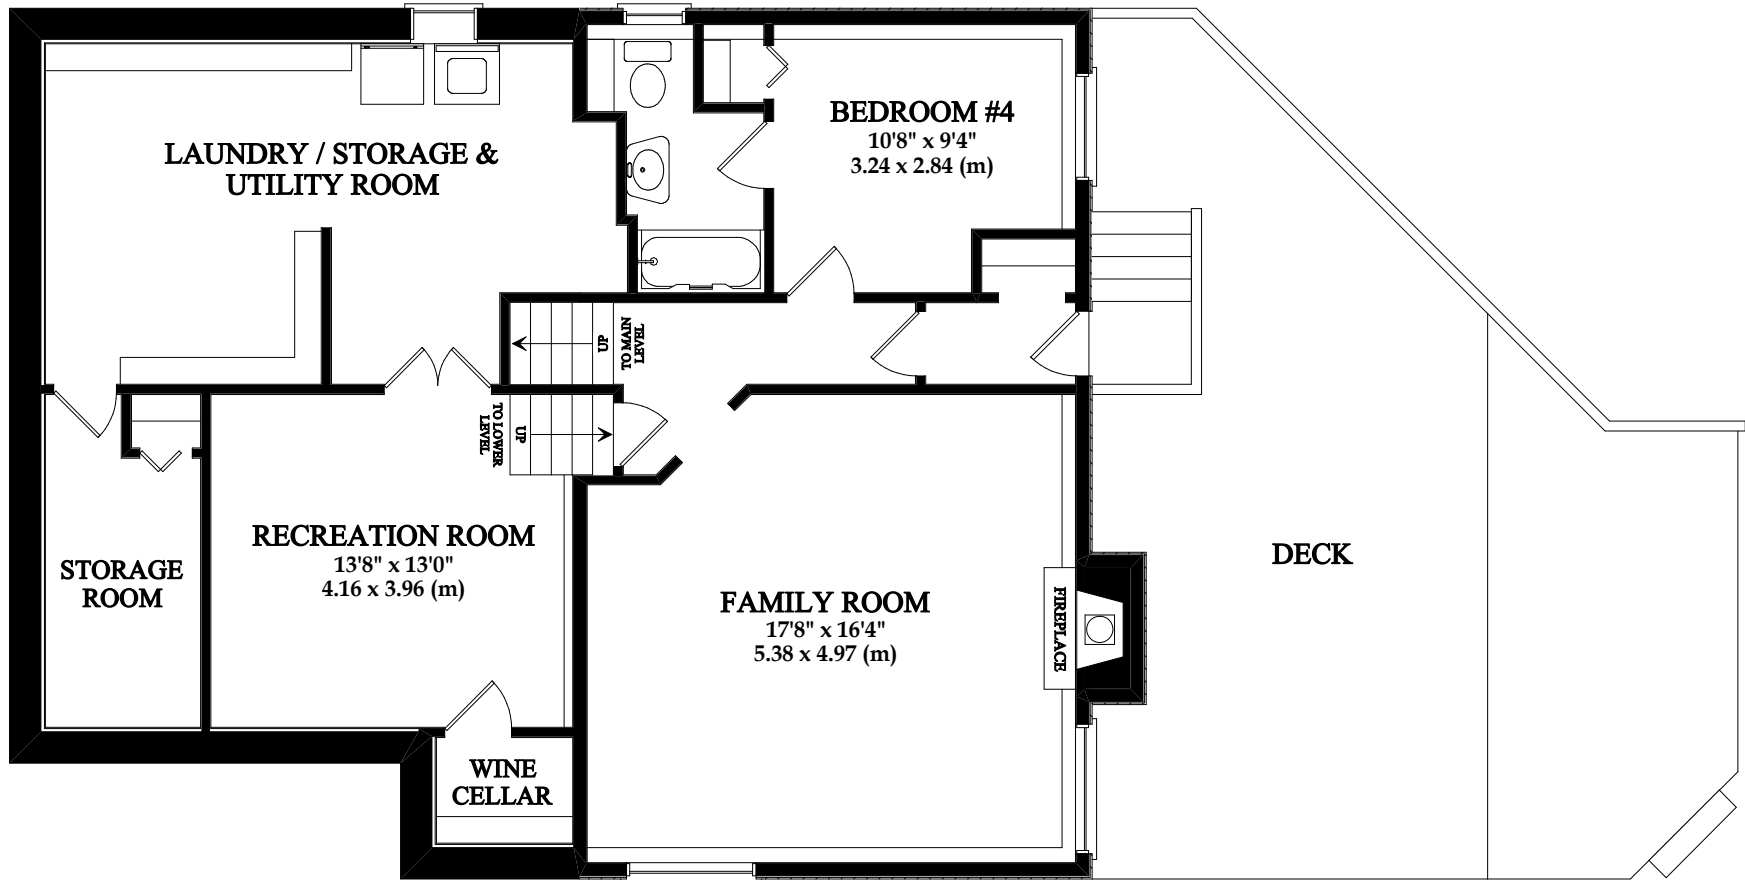 LAUNDRY / STORAGE &
UTILITY ROOM
BEDROOM #4
10'8" x 9'4"
3.24 x 2.84 (m)
UP
TO MAIN
LEVEL
UP
TO LOWER
LEVEL
RECREATION ROOM
13'8" x 13'0"
4.16 x 3.96 (m)
STORAGE
ROOM
FAMILY ROOM
17'8" x 16'4"
5.38 x 4.97 (m)
FIREPLACE
DECK
WINE
CELLAR